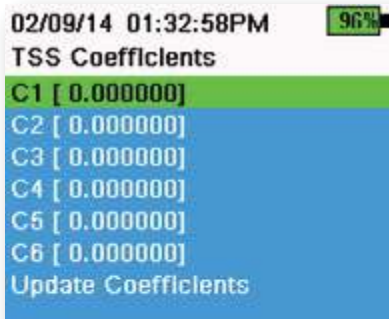 02/09/14 01:32:58PM 96%
TSS Coefficients
C1 [ 0.000000]
C2 [ 0.000000]
C3 [ 0.000000]
C4 [ 0.000000]
C5 [ 0.000000]
C6 [ 0.000000]
Update Coefficients